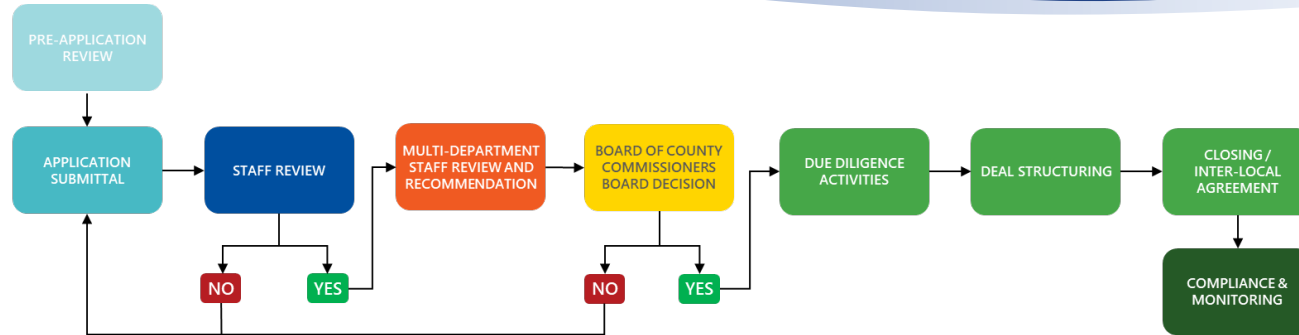 PRE-APPLICATION
REVIEW
APPLICATION
SUBMITTAL
STAFF REVIEW
MULTI-DEPARTMENT
STAFF REVIEW AND
RECOMMENDATION
BOARD OF COUNTY
COMMISSIONERS
BOARD DECISION
DUE DILIGENCE
ACTIVITIES
DEAL STRUCTURING
CLOSING /
INTER-LOCAL
AGREEMENT
NO
YES
NO
YES
COMPLIANCE &
MONITORING